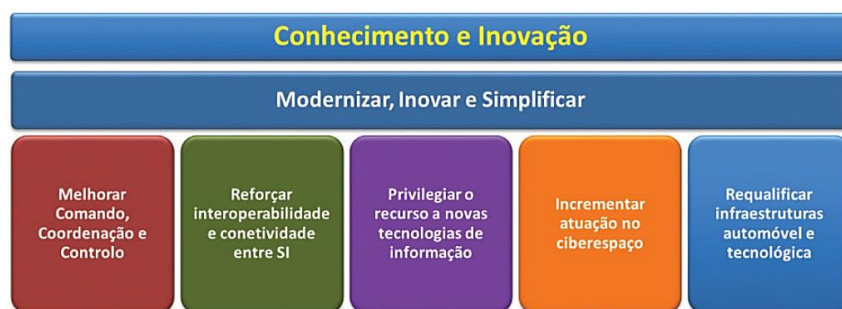 Conhecimento e Inovação
Modernizar, Inovar e Simplificar
Melhorar
Comando,
Coordenação e
Controlo
Reforçar
interoperabilidade
e conetividade
entre SI
Privilegiar o
recurso a novas
tecnologias de
informação
Incrementar
atuação no
ciberespaço
Requalificar
infraestruturas
automóvel e
tecnológica